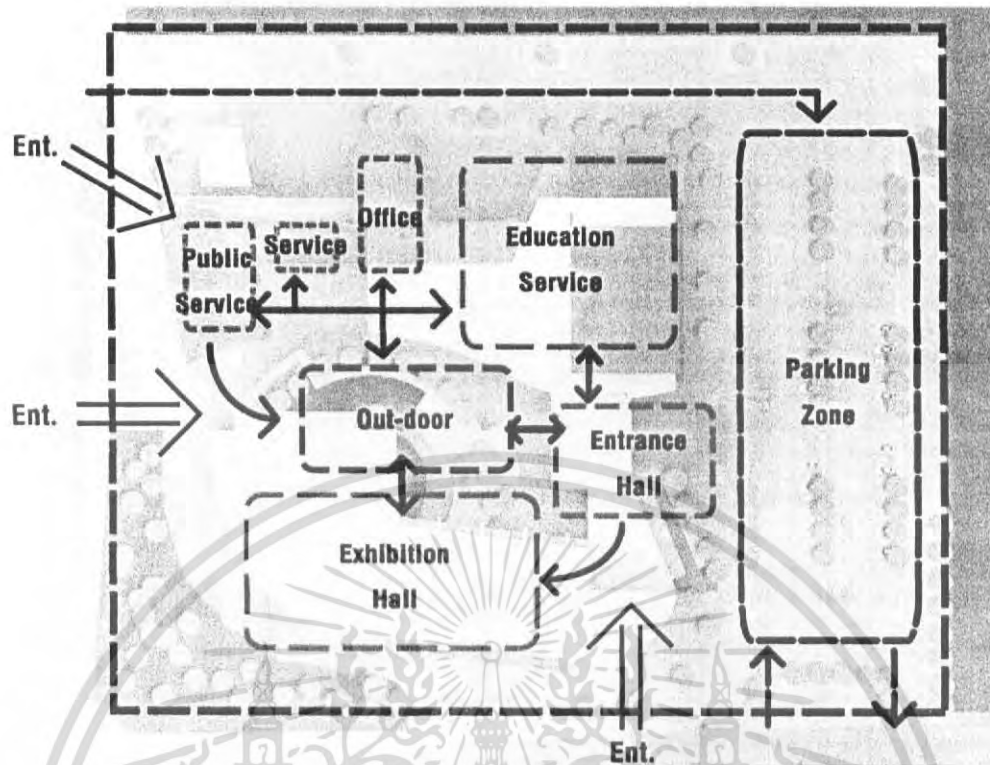 Ent.
Office
Public
Service
Service
Education
Service
Parking
Zone
Ent.
Out-door
Entrance
Hall
Exhibition
Hall
Ent.